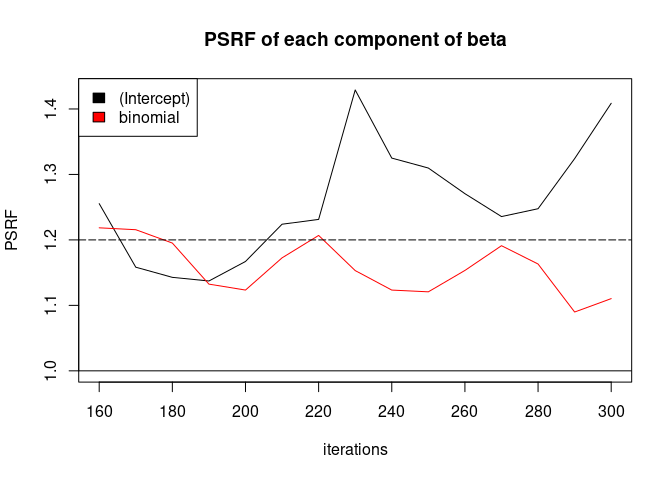 PSRF of each component of beta
(Intercept)
binomial
PSRF
1.4
1.3
1.2
1.1
1.0
160 180 200 220 240 260 280 300
iterations